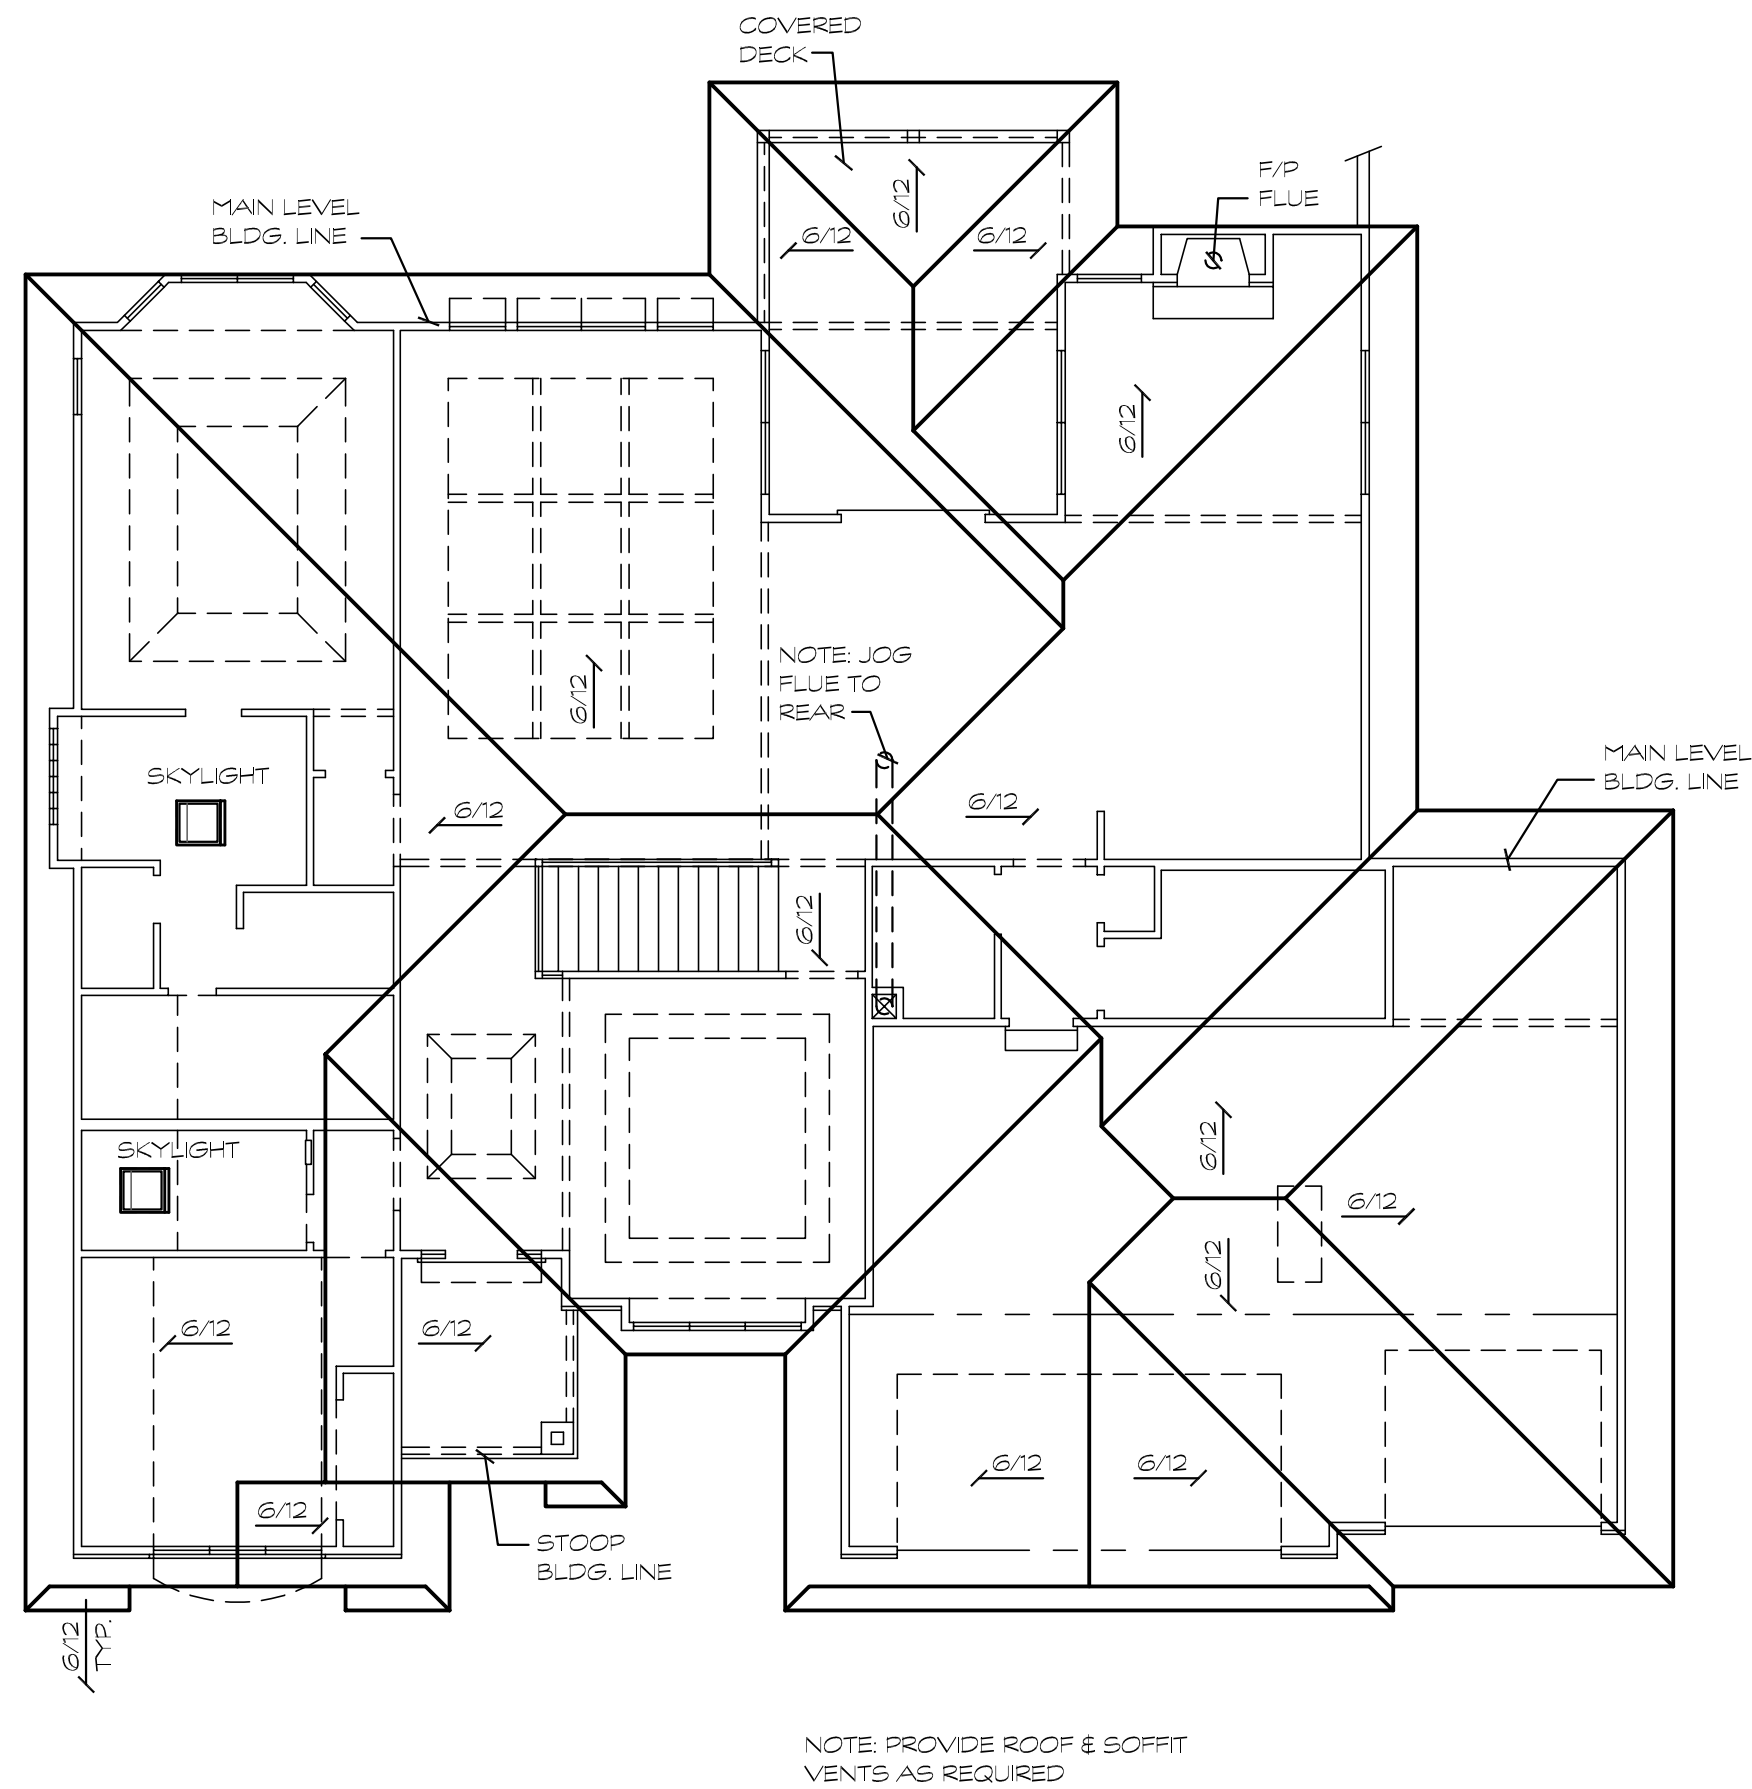 COVERED
DECK
F/P
FLUE
MAIN LEVEL
BLDG. LINE
6/12
6/12
6/12
6/12
NOTE: JOG
FLUE TO
REAR
6/12
MAIN LEVEL
BLDG. LINE
SKYLIGHT
6/12
6/12
6/12
SKYLIGHT
6/12
6/12
6/12
6/12
6/12
6/12
6/12
6/12
STOOP
BLDG. LINE
6/12
TYP.
NOTE: PROVIDE ROOF & SOFFIT
VENTS AS REQUIRED